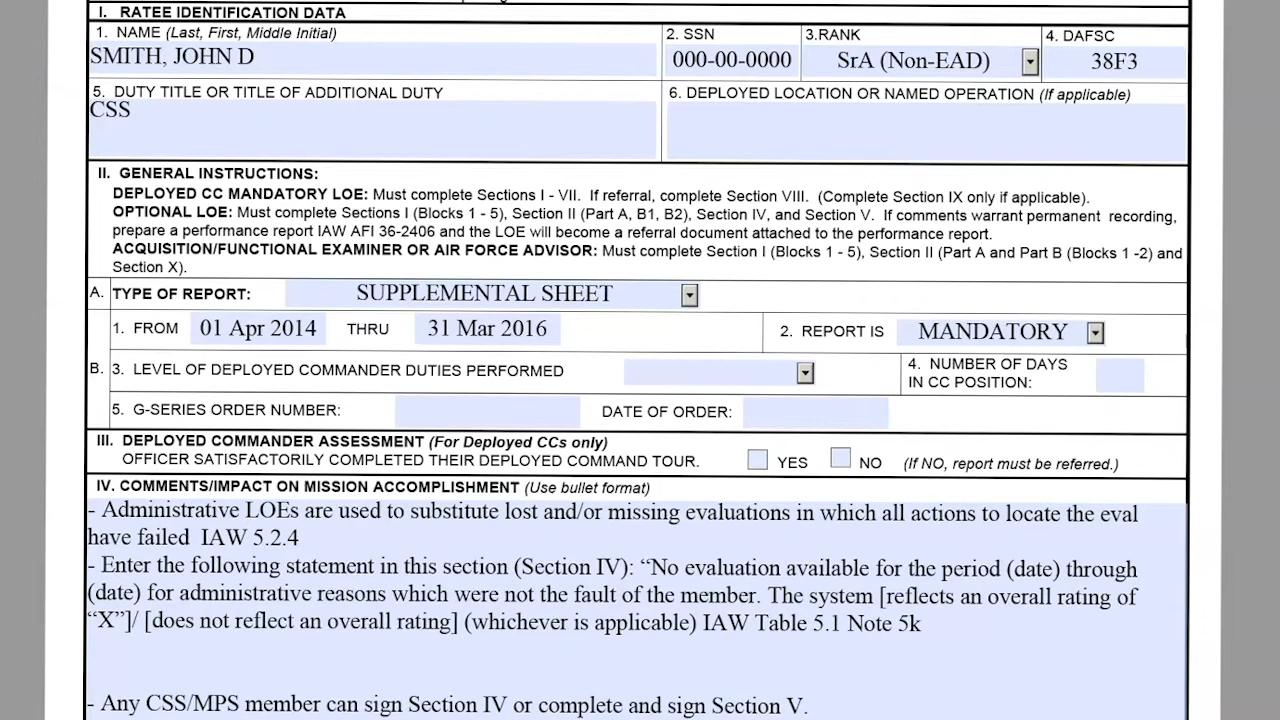 I. RATEE IDENTIFICATION DATA
1. NAME (Last, First, Middle Initial) 2. SSN 3.RANK 4. DAFSC
SMITH, JOHN D 000-00-0000 SrA (Non-EAD) 38F3
5. DUTY TITLE OR TITLE OF ADDITIONAL DUTY 6. DEPLOYED LOCATION OR NAMED OPERATION (If applicable)
CSS
II. GENERAL INSTRUCTIONS:
DEPLOYED CC MANDATORY LOE: Must complete Sections I - VII. If referral, complete Section VIII. (Complete Section IX only if applicable).
OPTIONAL LOE: Must complete Sections I (Blocks 1 - 5), Section II (Part A, B1, B2), Section IV, and Section V. If comments warrant permanent recording,
prepare a performance report IAW AFI 36-2406 and the LOE will become a referral document attached to the performance report.
ACQUISITION/FUNCTIONAL EXAMINER OR AIR FORCE ADVISOR: Must complete Section I (Blocks 1 - 5), Section II (Part A and Part B (Blocks 1 -2) and
Section X).
A. TYPE OF REPORT: SUPPLEMENTAL SHEET
1. FROM 01 Apr 2014 THRU 31 Mar 2016 2. REPORT IS MANDATORY
B. 3. LEVEL OF DEPLOYED COMMANDER DUTIES PERFORMED 4. NUMBER OF DAYS
IN CC POSITION:
5. G-SERIES ORDER NUMBER: DATE OF ORDER:
III. DEPLOYED COMMANDER ASSESSMENT (For Deployed CCs only)
OFFICER SATISFACTORILY COMPLETED THEIR DEPLOYED COMMAND TOUR. YES NO (If NO, report must be referred.)
IV. COMMENTS/IMPACT ON MISSION ACCOMPLISHMENT (Use bullet format)
- Administrative LOEs are used to substitute lost and/or missing evaluations in which all actions to locate the eval
have failed IAW 5.2.4
- Enter the following statement in this section (Section IV): “No evaluation available for the period (date) through
(date) for administrative reasons which were not the fault of the member. The system [reflects an overall rating of
“X”]/ [does not reflect an overall rating] (whichever is applicable) IAW Table 5.1 Note 5k
- Any CSS/MPS member can sign Section IV or complete and sign Section V.